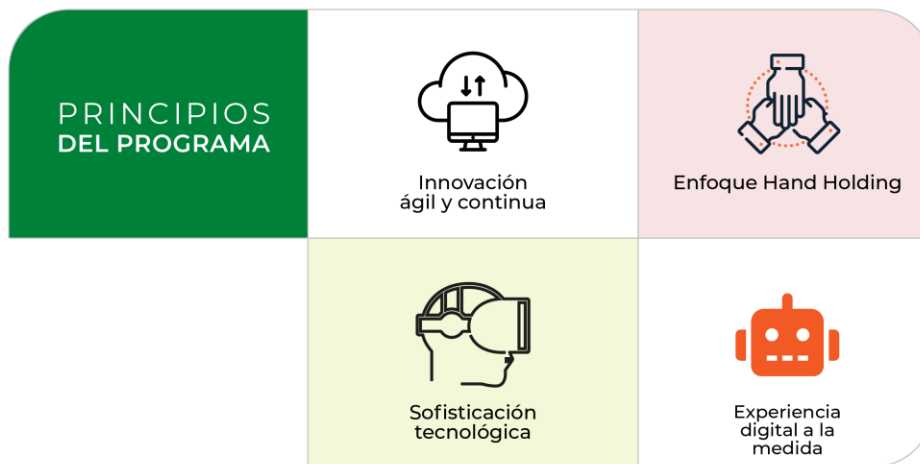 PRINCIPIOS
DEL PROGRAMA
Innovación
ágil y continua
Enfoque Hand Holding
Sofisticación
tecnológica
Experiencia
digital a la
medida